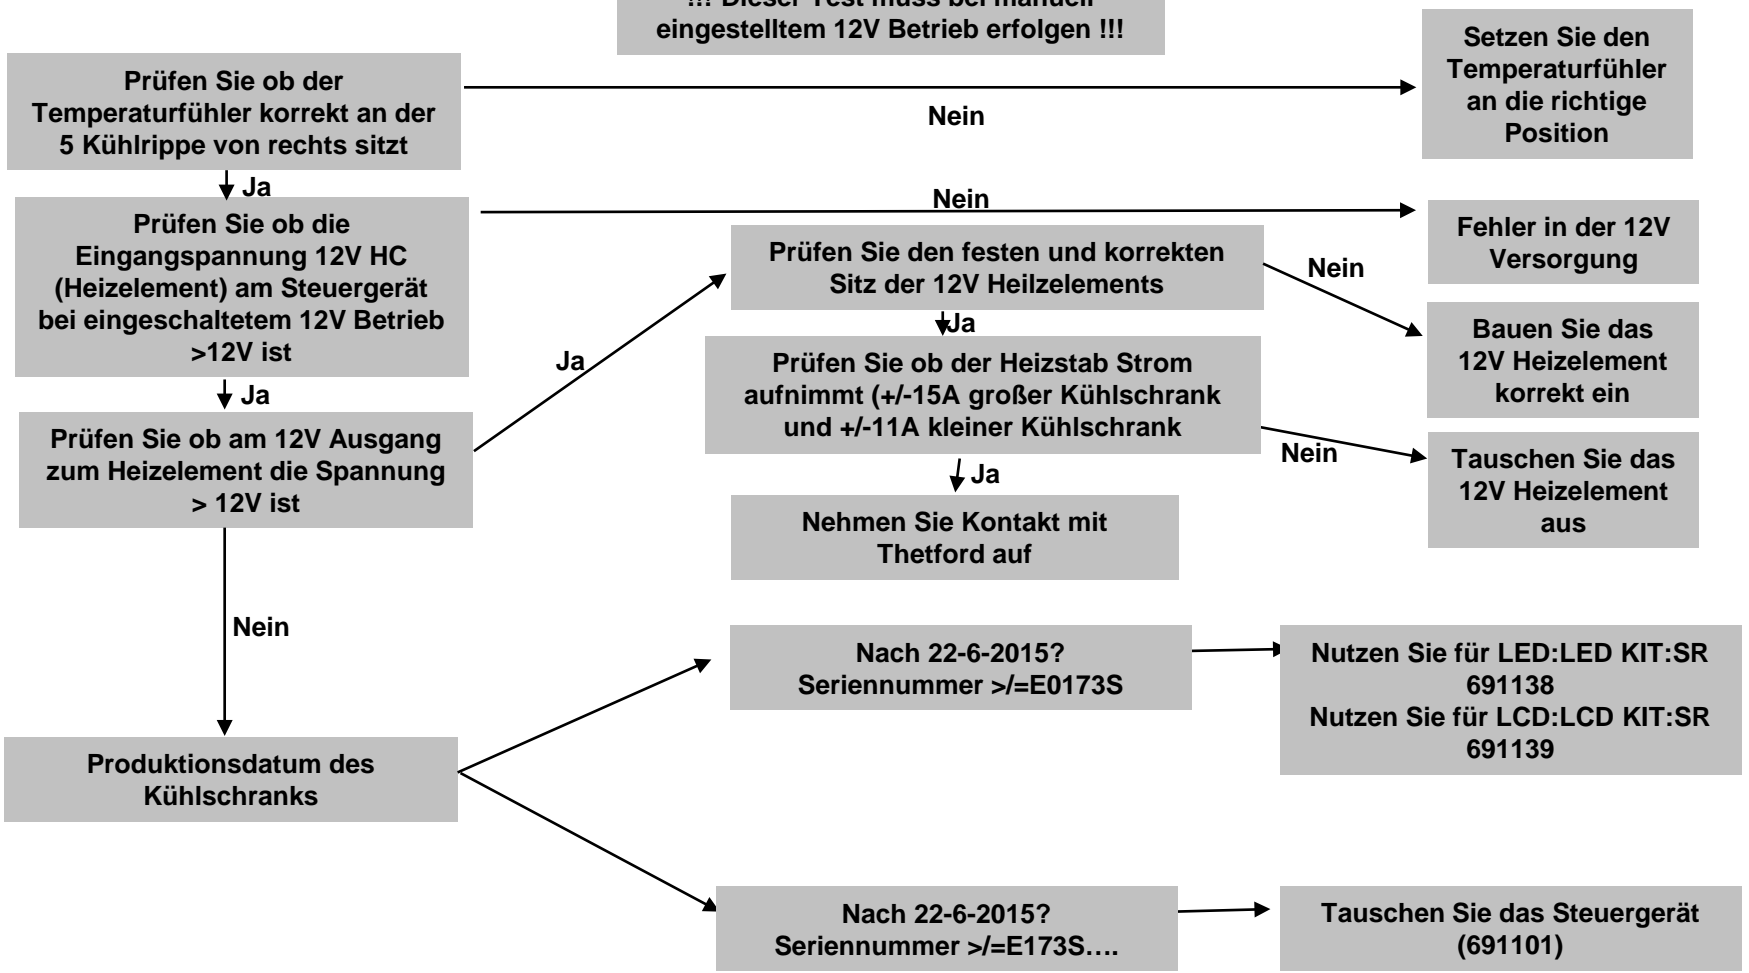 !!! Dieser Test muss bei manuell
eingestelltem 12V Betrieb erfolgen !!!
Prüfen Sie ob der
Temperaturfühler korrekt an der
5 Kühlrippe von rechts sitzt
Nein
Setzen Sie den
Temperaturfühler
an die richtige
Position
Ja
Prüfen Sie ob die
Eingangspannung 12V HC
(Heizelement) am Steuergerät
bei eingeschaltetem 12V Betrieb
>12V ist
Nein
Fehler in der 12V
Versorgung
Ja
Prüfen Sie ob am 12V Ausgang
zum Heizelement die Spannung
> 12V ist
Ja
Prüfen Sie den festen und korrekten
Sitz der 12V Heilzelements
Nein
Bauen Sie das
12V Heizelement
korrekt ein
Ja
Prüfen Sie ob der Heizstab Strom
aufnimmt (+/-15A großer Kühlschrank
und +/-11A kleiner Kühlschrank
Nein
Tauschen Sie das
12V Heizelement
aus
Ja
Nehmen Sie Kontakt mit
Thetford auf
Nein
Produktionsdatum des
Kühlschranks
Nach 22-6-2015?
Seriennummer >/=E0173S
Nutzen Sie für LED:LED KIT:SR
691138
Nutzen Sie für LCD:LCD KIT:SR
691139
Nach 22-6-2015?
Seriennummer >/=E173S....
Tauschen Sie das Steuergerät
(691101)